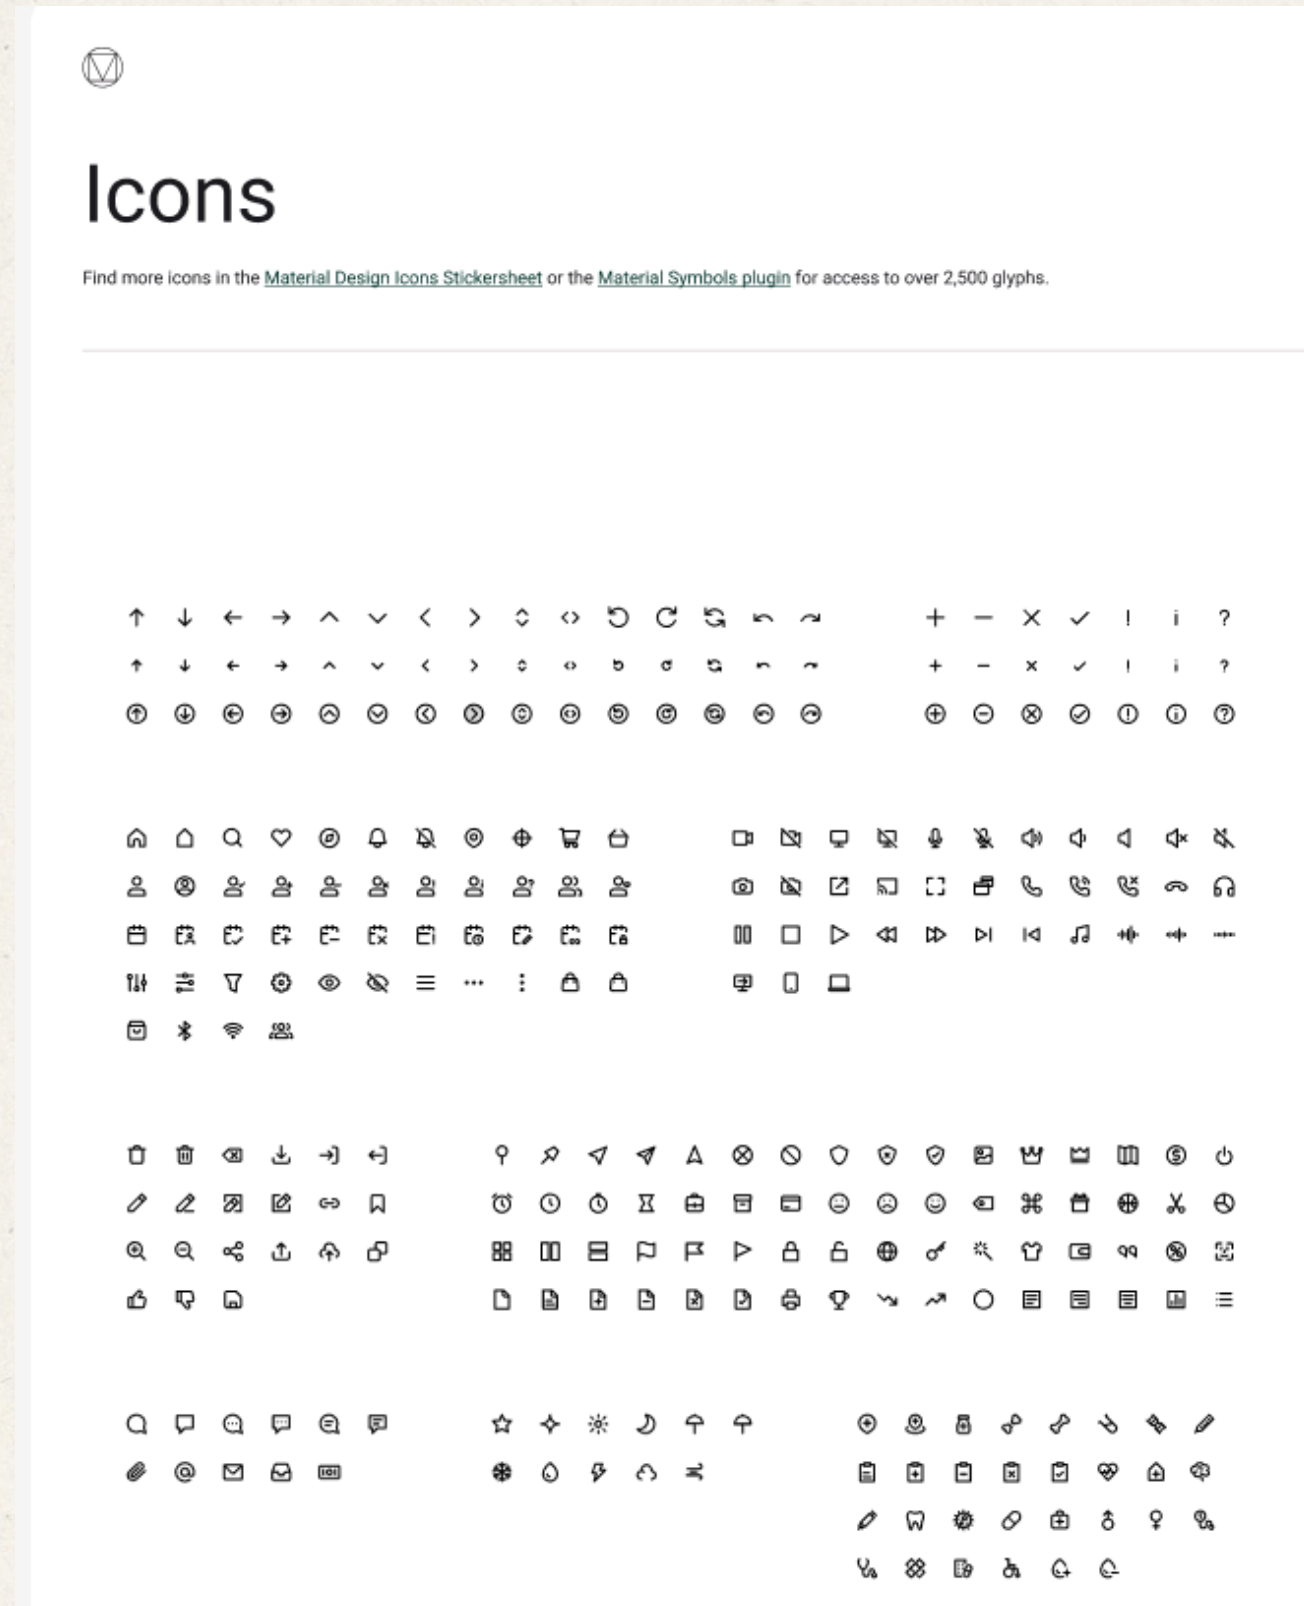 Icons
Find more icons in the Material Design Icons Stickersheet or the Material Symbols plugin for access to over 2,500 glyphs.